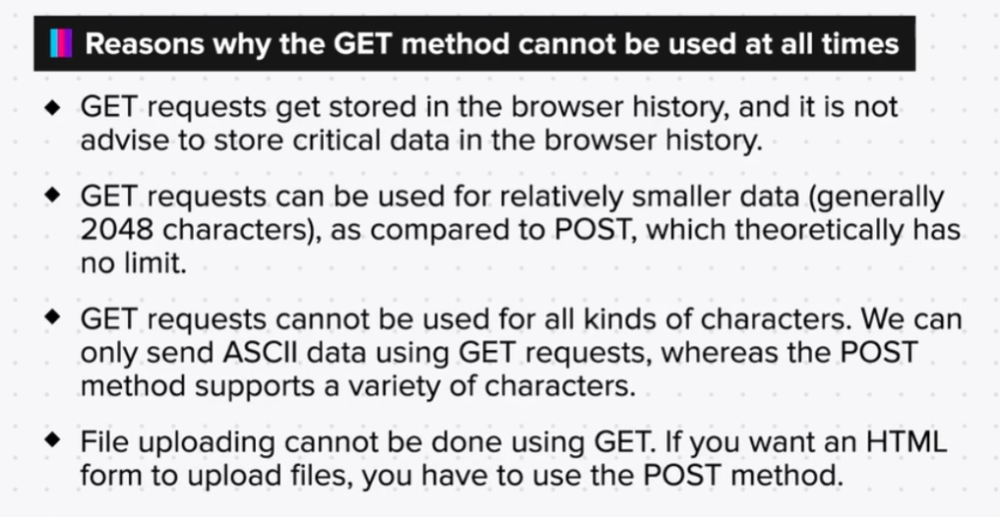 Reasons why the GET method cannot be used at all times
◆ GET requests get stored in the browser history, and it is not
advise to store critical data in the browser history.
◆ GET requests can be used for relatively smaller data (generally
2048 characters), as compared to POST, which theoretically has
no limit.
◆ GET requests cannot be used for all kinds of characters. We can
only send ASCII data using GET requests, whereas the POST
method supports a variety of characters.
◆ File uploading cannot be done using GET. If you want an HTML
form to upload files, you have to use the POST method.